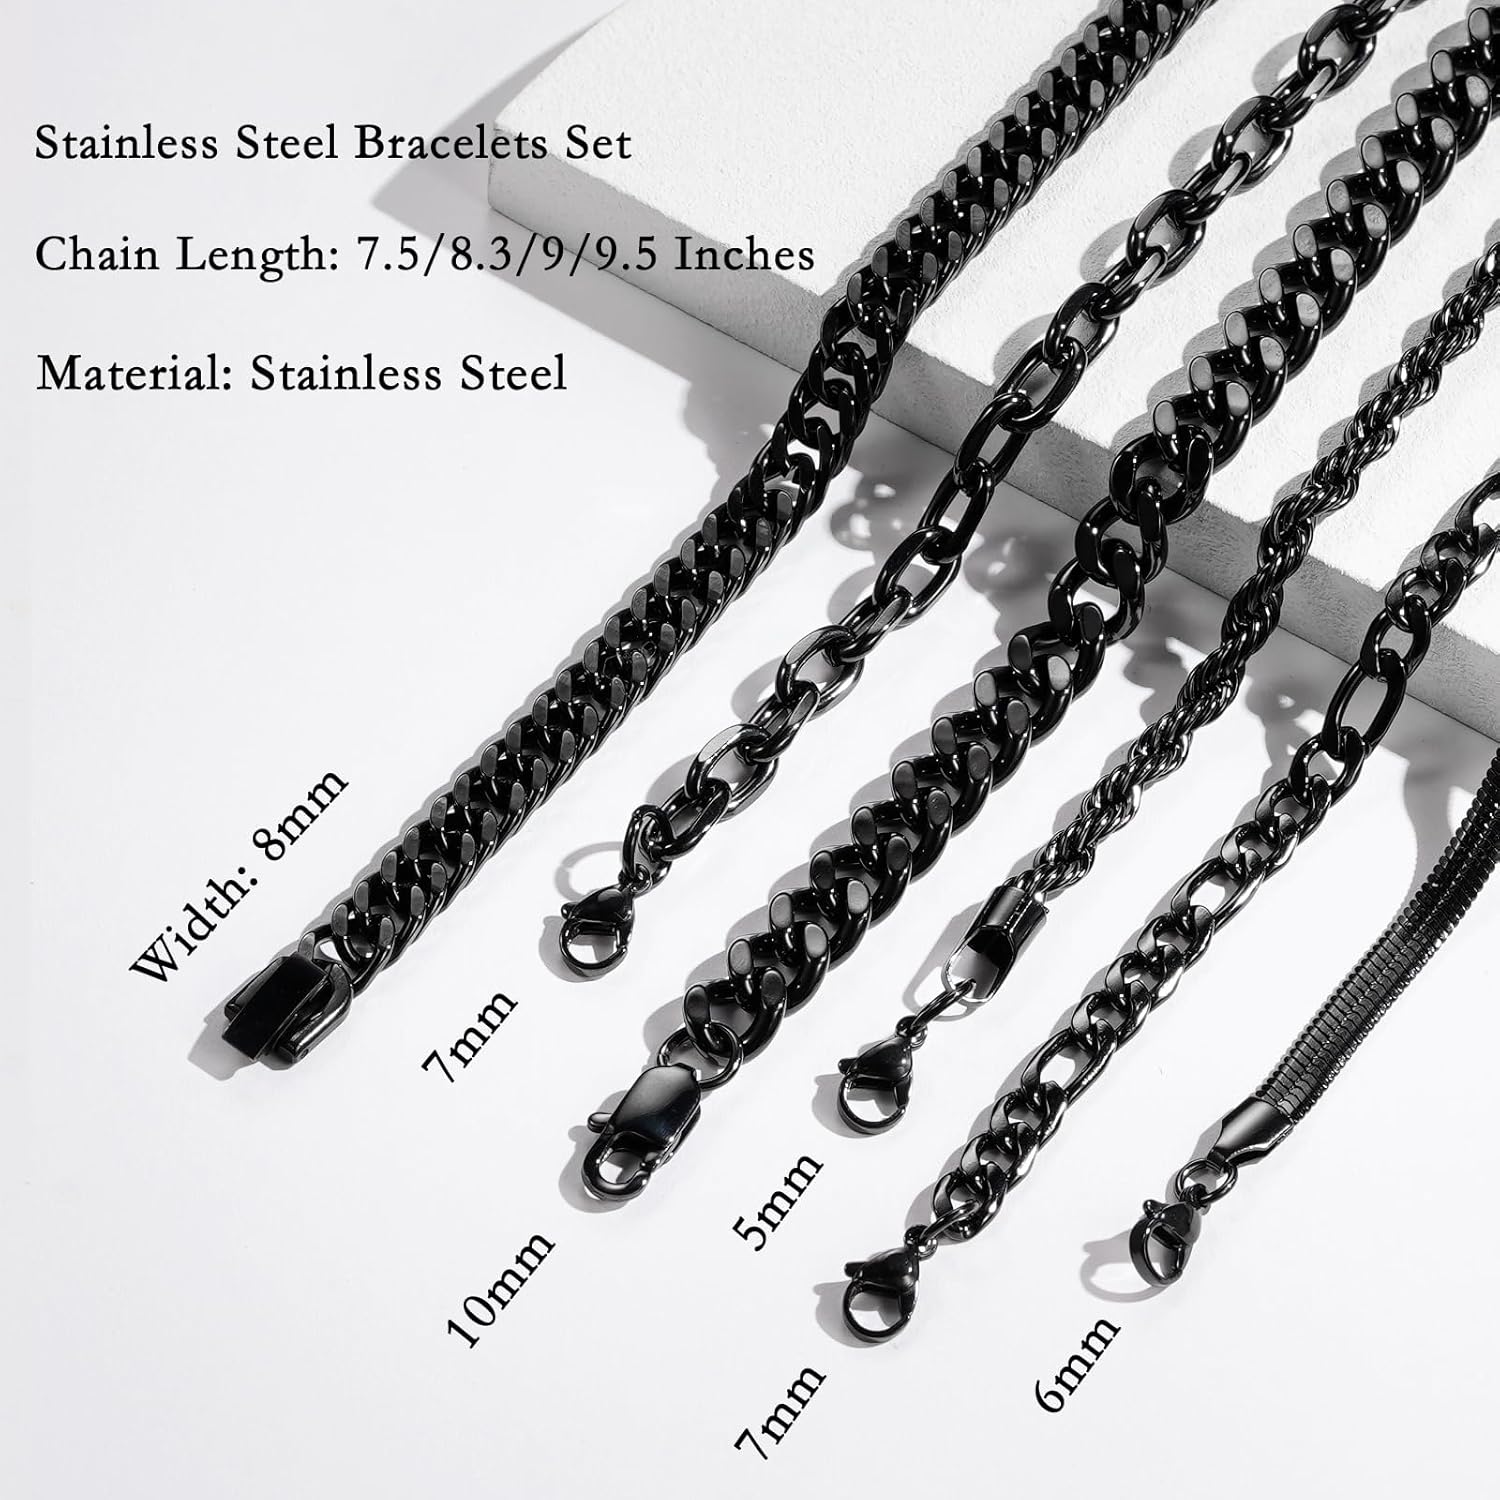 Stainless Steel Bracelets Set
Chain Length: 7.5/8.3/9/9.5 Inches
Material: Stainless Steel
Width: 8mm
7mm
10mm
5mm
7mm
6mm